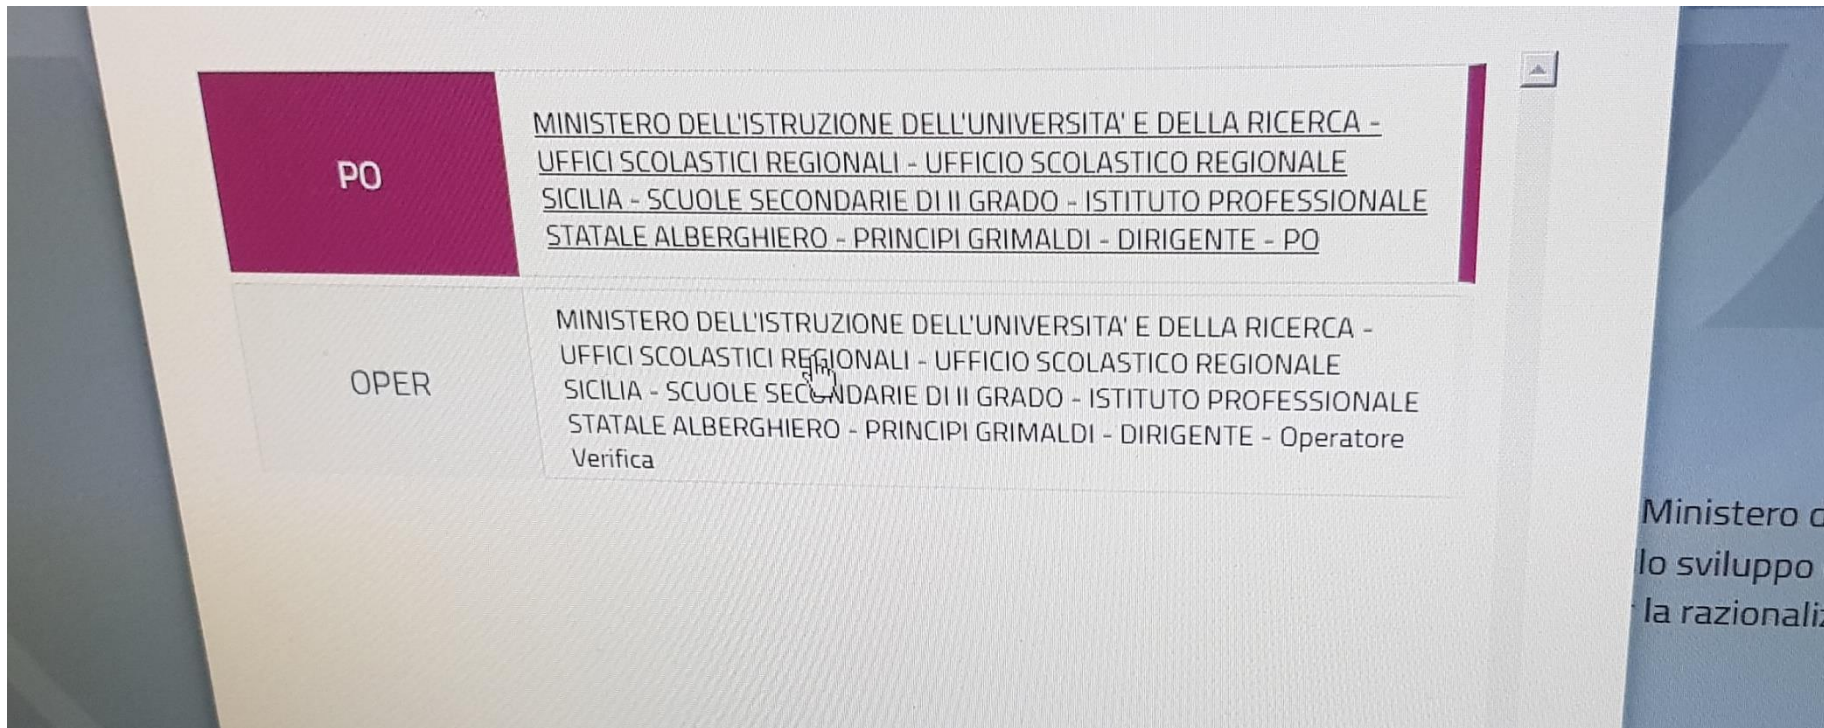 PO
MINISTERO DELL'ISTRUZIONE DELL'UNIVERSITA' E DELLA RICERCA -
UFFICI SCOLASTICI REGIONALI - UFFICIO SCOLASTICO REGIONALE
SICILIA - SCUOLE SECONDARIE DI II GRADO - ISTITUTO PROFESSIONALE
STATALE ALBERGHIERO - PRINCIPI GRIMALDI - DIRIGENTE - PO
OPER
MINISTERO DELL'ISTRUZIONE DELL'UNIVERSITA' E DELLA RICERCA -
UFFICI SCOLASTICI REGIONALI - UFFICIO SCOLASTICO REGIONALE
SICILIA - SCUOLE SECONDARIE DI II GRADO - ISTITUTO PROFESSIONALE
STATALE ALBERGHIERO - PRINCIPI GRIMALDI - DIRIGENTE - Operatore
Verifica
Ministero
lo sviluppo
la